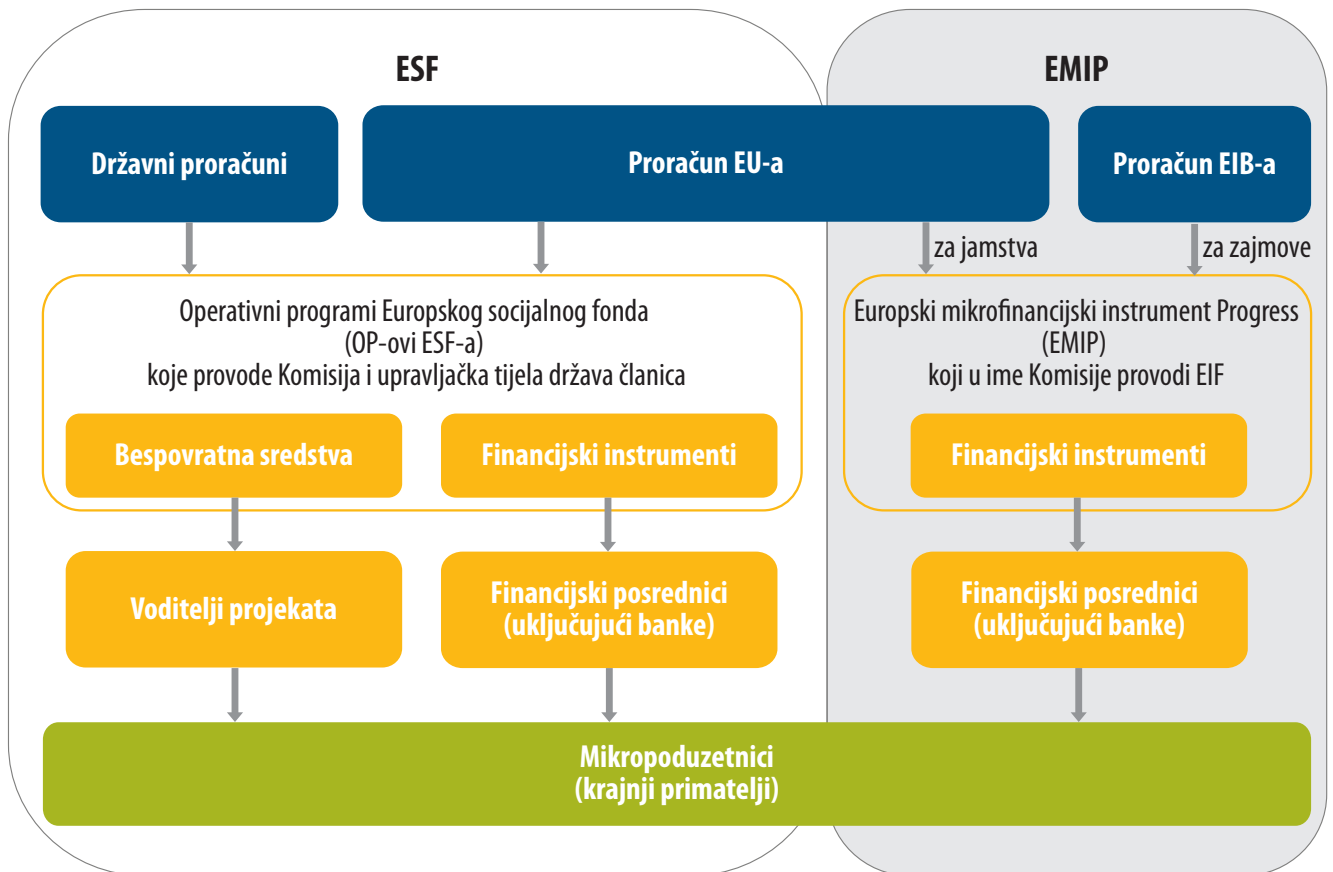 ESF
EMIP
Državni proračuni
Proračun EU-a
Proračun EIB-a
za jamstva
za zajmove
Operativni programi Europskog socijalnog fonda
(OP-ovi ESF-a)
koje provode Komisija i upravljačka tijela država članica
Europski mikrofinancijski instrument Progress
(EMIP)
koji u ime Komisije provodi EIF
Bespovratna sredstva
Financijski instrumenti
Financijski instrumenti
Voditelji projekata
Financijski posrednici
(uključujući banke)
Financijski posrednici
(uključujući banke)
Mikropoduzetnici
(krajnji primatelji)